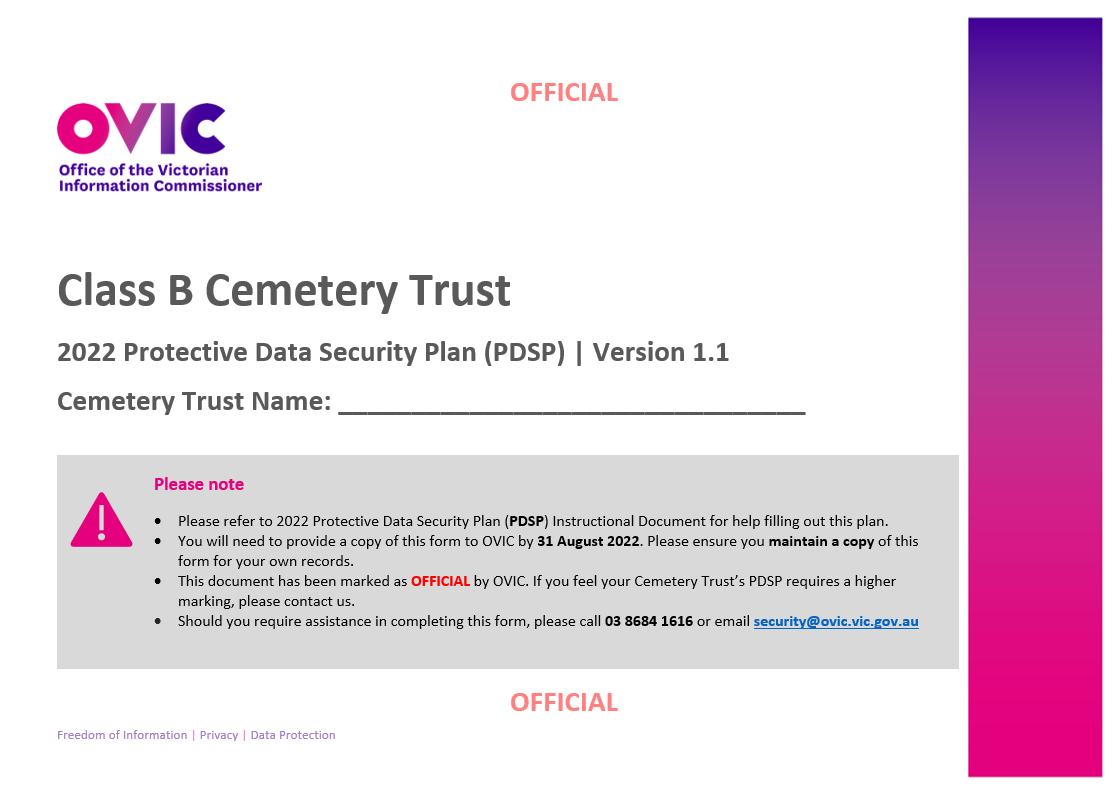 OFFICIAL
OVIC
Office of the Victorian
Information Commissioner
Class B Cemetery Trust
2022 Protective Data Security Plan (PDSP) | Version 1.1
Cemetery Trust Name: __________________________________
Please note
• Please refer to 2022 Protective Data Security Plan (PDSP) Instructional Document for help filling out this plan.
• You will need to provide a copy of this form to OVIC by 31 August 2022. Please ensure you maintain a copy of this
form for your own records.
• This document has been marked as OFFICIAL by OVIC. If you feel your Cemetery Trust’s PDSP requires a higher
marking, please contact us.
• Should you require assistance in completing this form, please call 03 8684 1616 or email security@ovic.vic.gov.au
OFFICIAL
Freedom of Information | Privacy | Data Protection